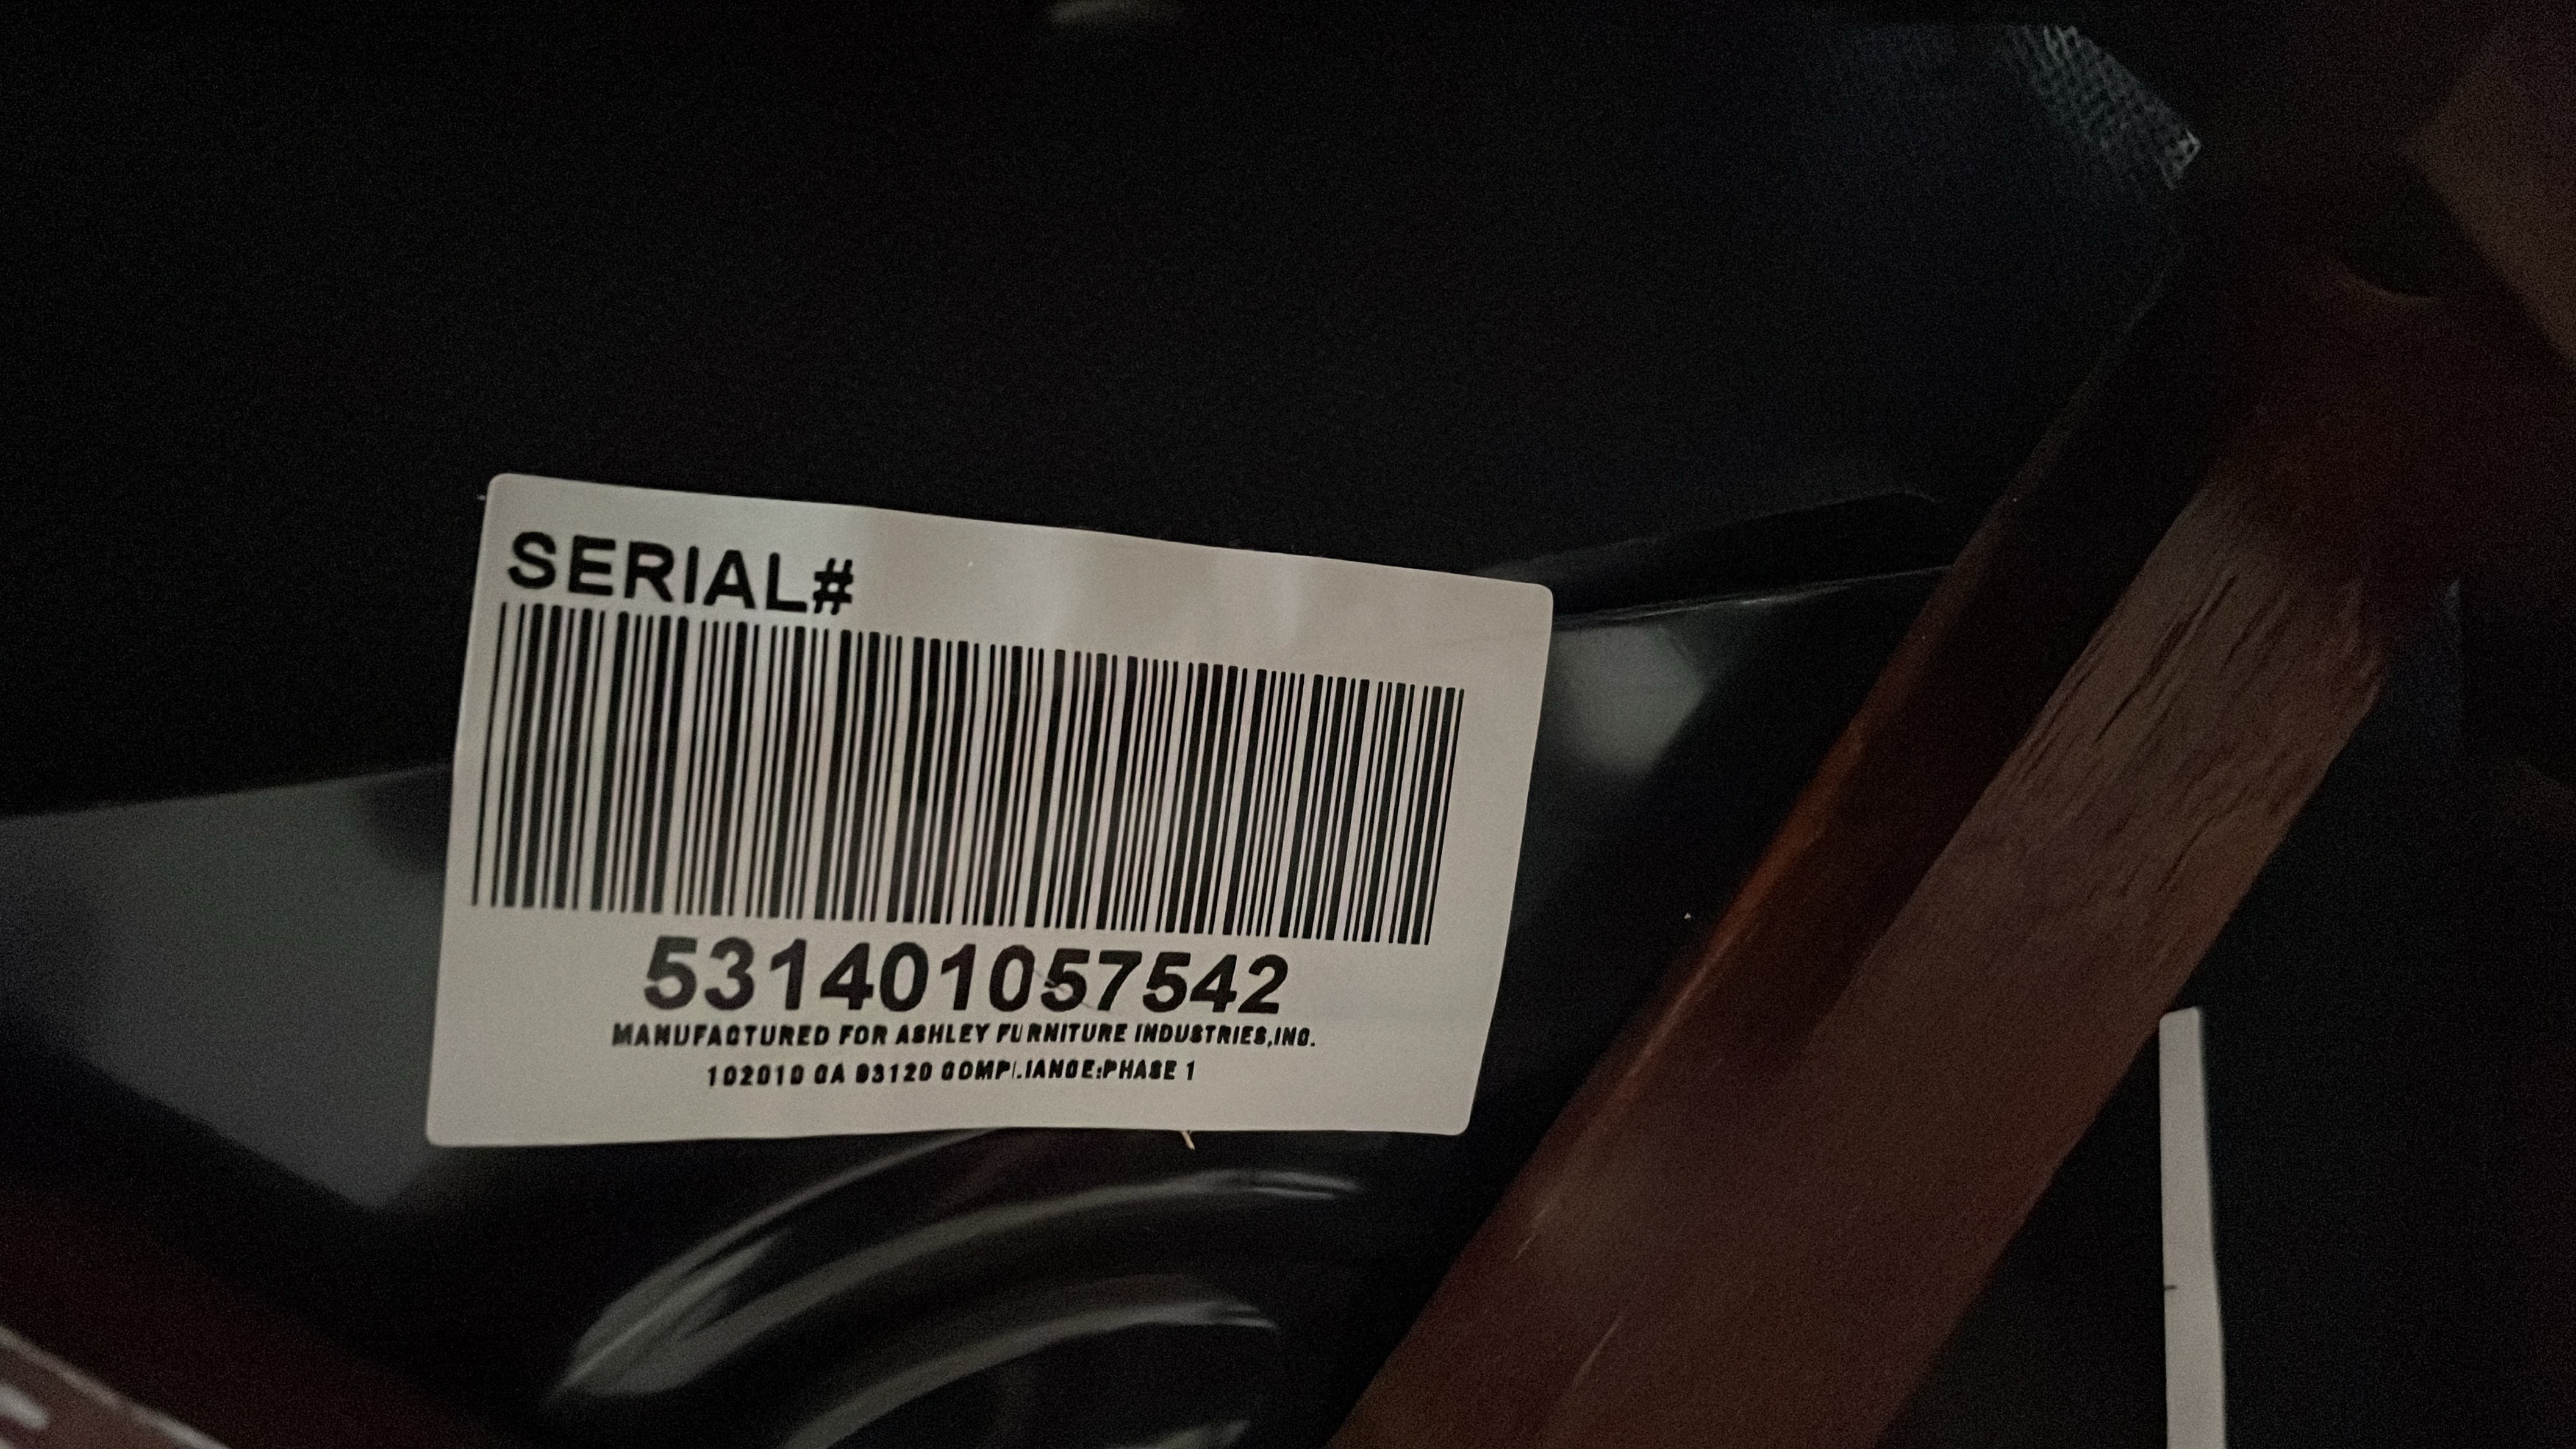 SERIAL#
531401057542
MANUFACTURED FOR ASHLEY FURNITURE INDUSTRIES,INC.
102010 CA 93120 COMPLIANCE:PHASE 1